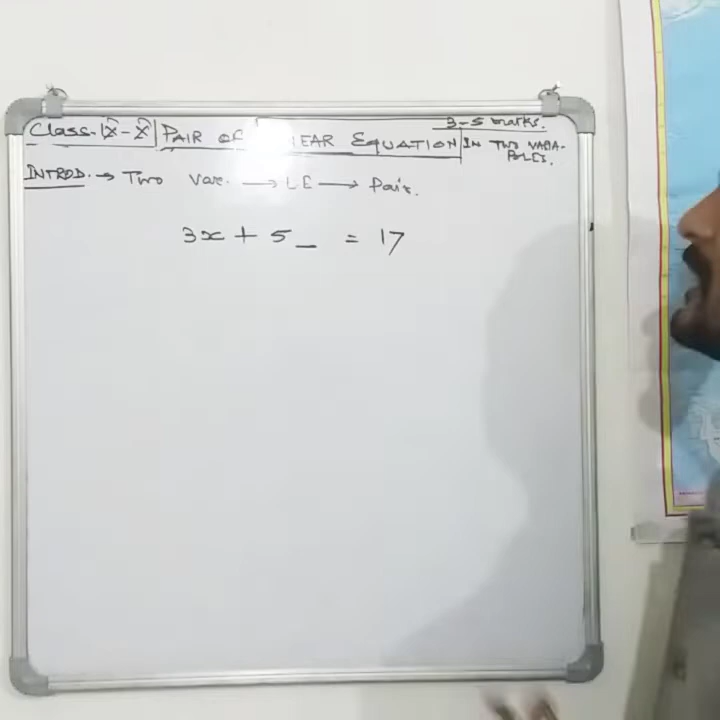 3-5 marks.
Class-IX-X PAIR OF LINEAR EQUATION IN TWO VARIA-
BLES.
INTROD. → Two Var. → LE → Pair.
3x + 5_ = 17